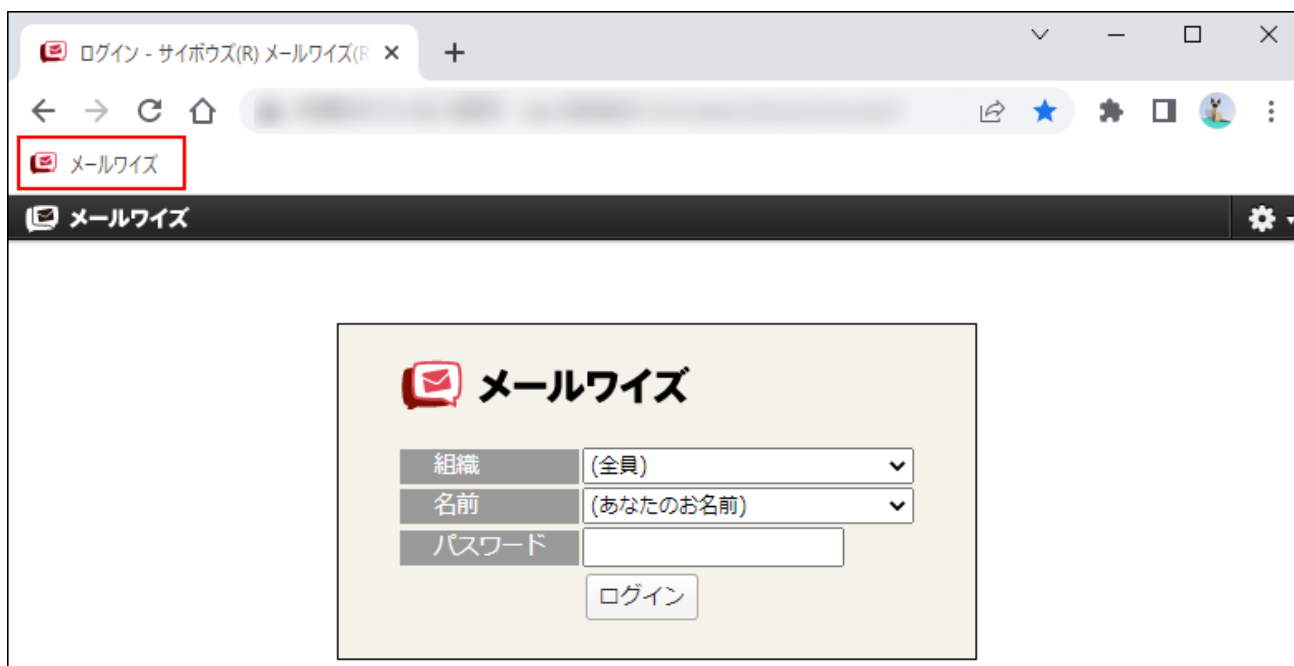 ログイン - サイボウズ(R) メールワイズ(R
メールワイズ
メールワイズ
メールワイズ
組織 (全員)
名前 (あなたのお名前)
パスワード
ログイン